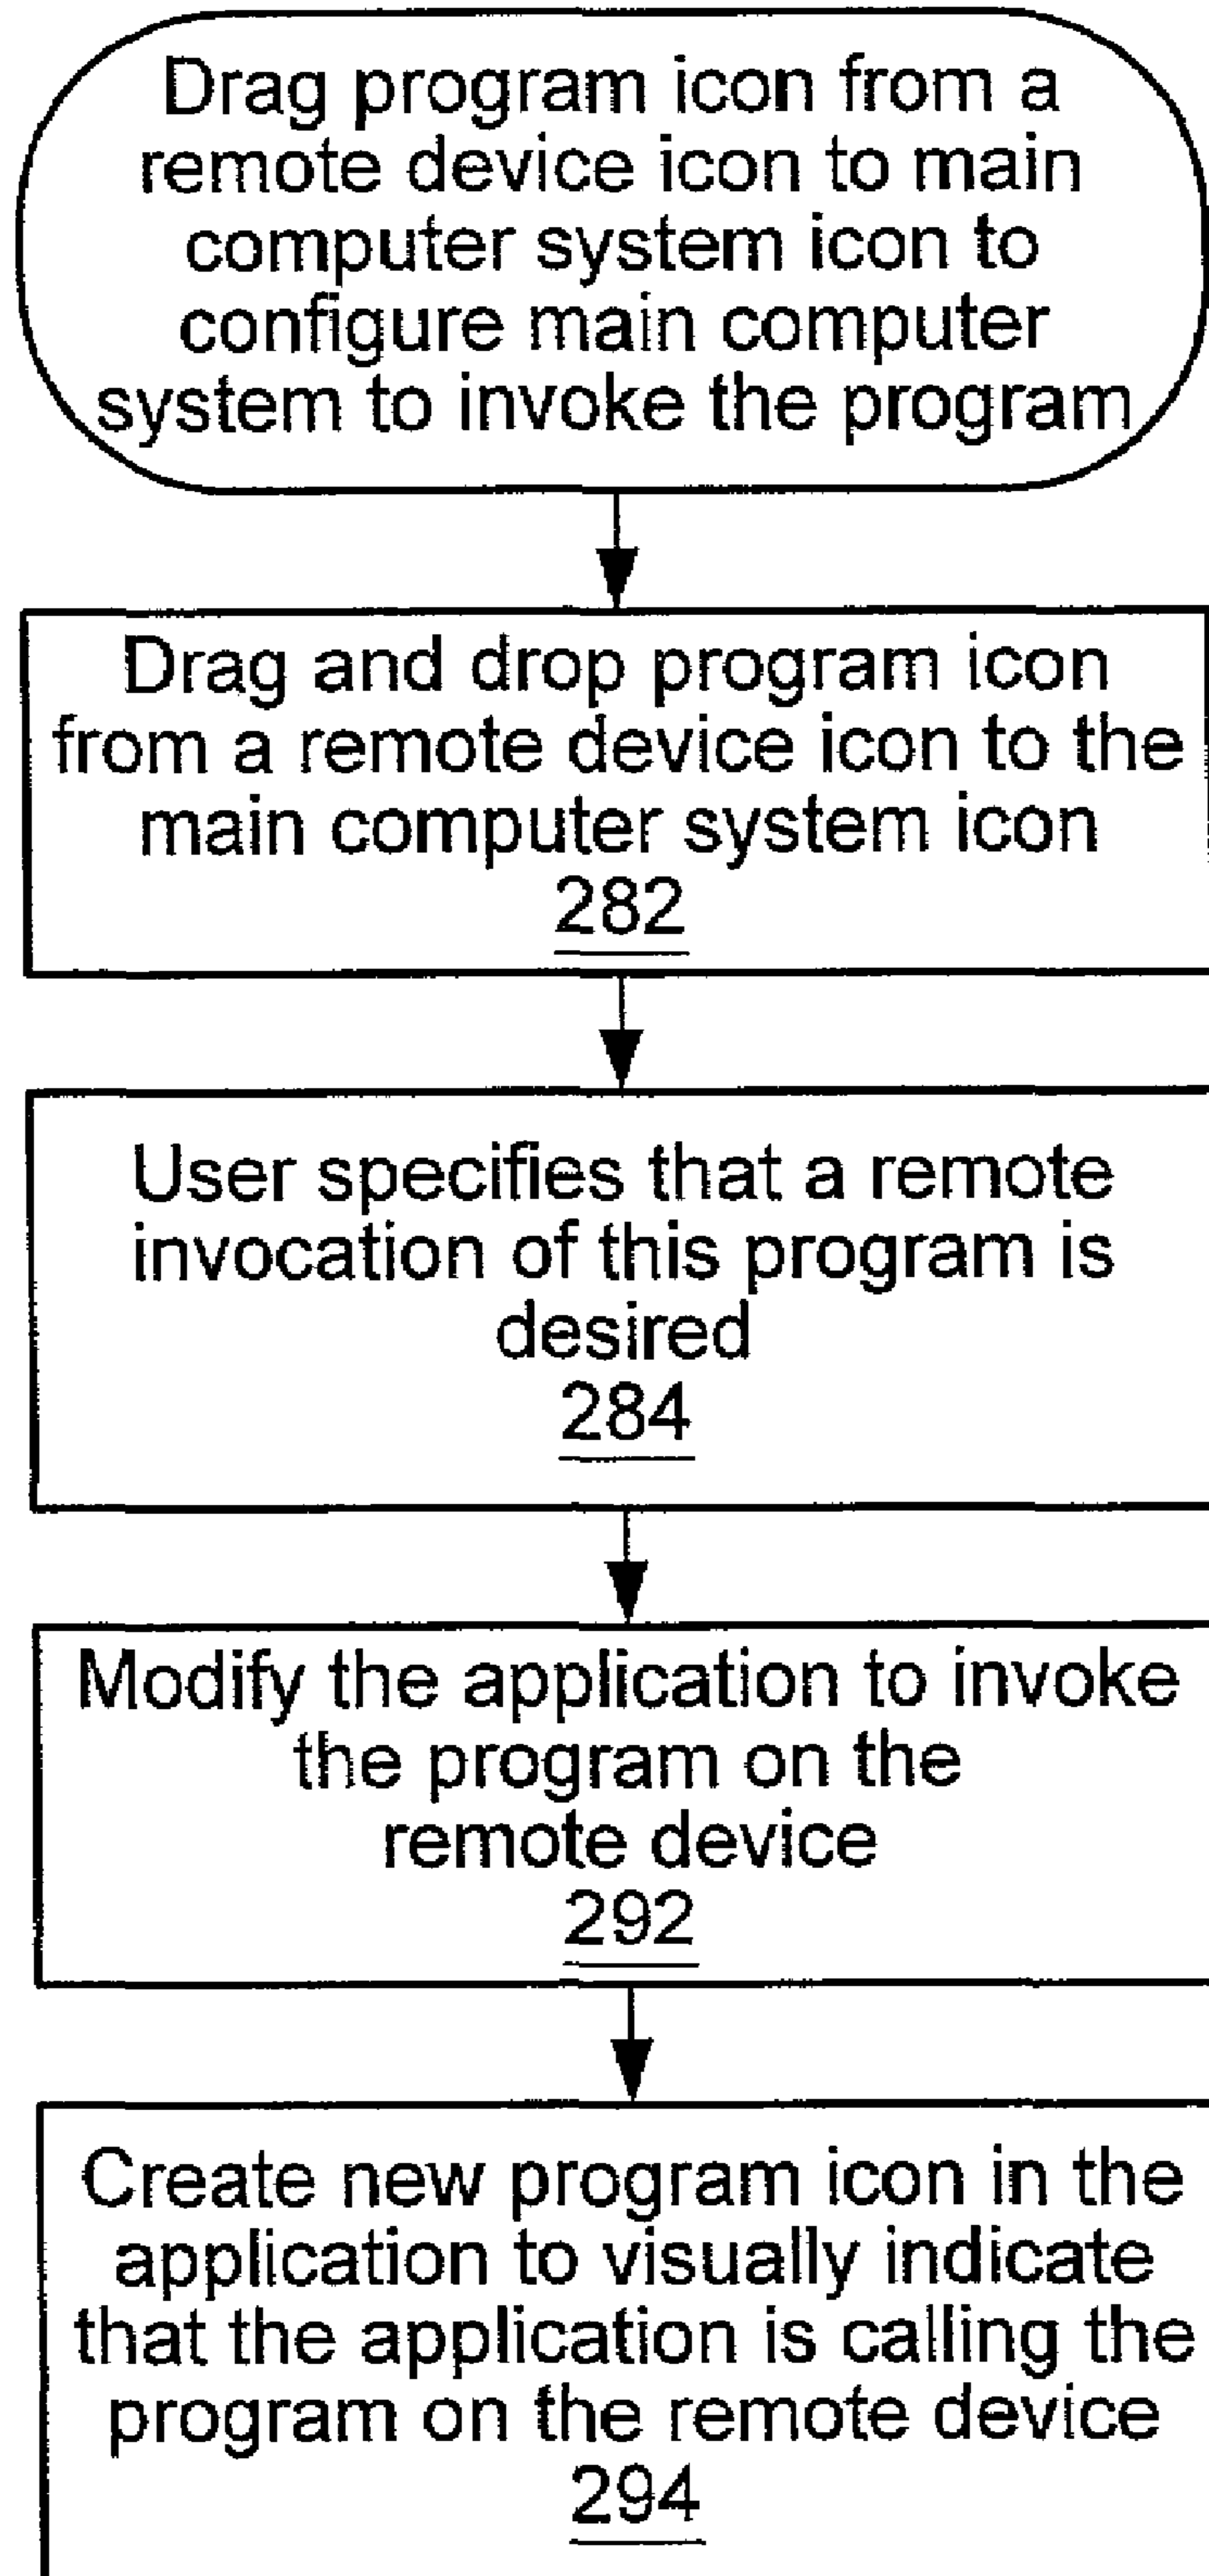 Drag program icon from a
remote device icon to main
computer system icon to
configure main computer
system to invoke the program
Drag and drop program icon
from a remote device icon to the
main computer system icon
282
User specifies that a remote
invocation of this program is
desired
284
Modify the application to invoke
the program on the
remote device
292
Create new program icon in the
application to visually indicate
that the application is calling the
program on the remote device
294